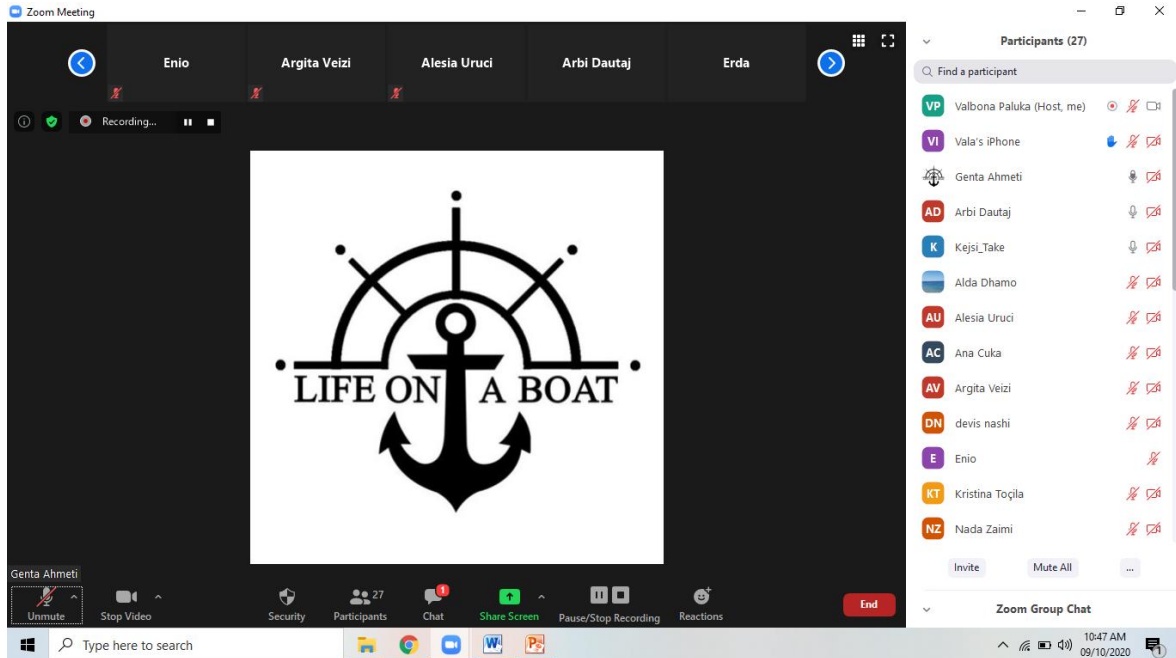 Zoom Meeting
Enio
Argita Veizi
Alesia Uruci
Arbi Dautaj
Erda
Recording...
LIFE ON A BOAT
Genta Ahmeti
Unmute
Stop Video
Security
Participants
27
Chat
1
Share Screen
Pause/Stop Recording
Reactions
End
Participants (27)
Find a participant
VP Valbona Paluka (Host, me)
VI Vala's iPhone
Genta Ahmeti
AD Arbi Dautaj
K Kejsi_Take
Alda Dhamo
AU Alesia Uruci
AC Ana Cuka
AV Argita Veizi
DN devis nashi
E Enio
KT Kristina Toçila
NZ Nada Zaimi
Invite
Mute All
...
Zoom Group Chat
Type here to search
W
P
10:47 AM
09/10/2020
1